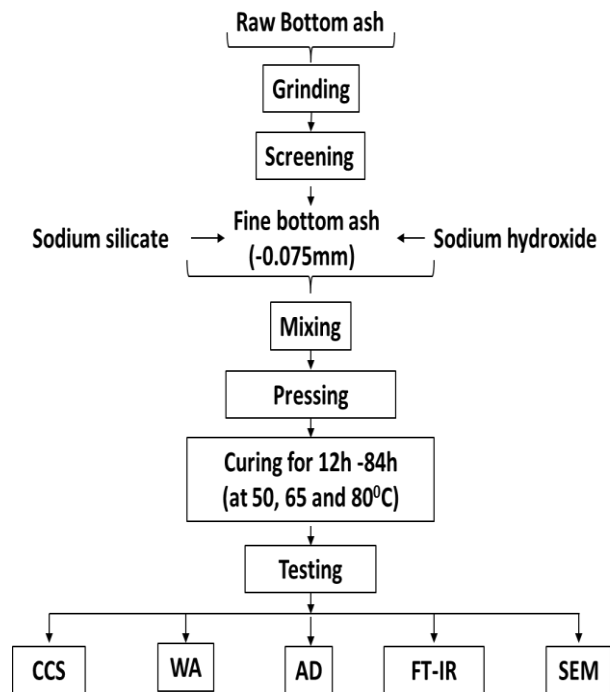 Raw Bottom ash
Grinding
Screening
Sodium silicate
Fine bottom ash
(-0.075mm)
Sodium hydroxide
Mixing
Pressing
Curing for 12h -84h
(at 50, 65 and 80⁰C)
Testing
CCS
WA
AD
FT-IR
SEM